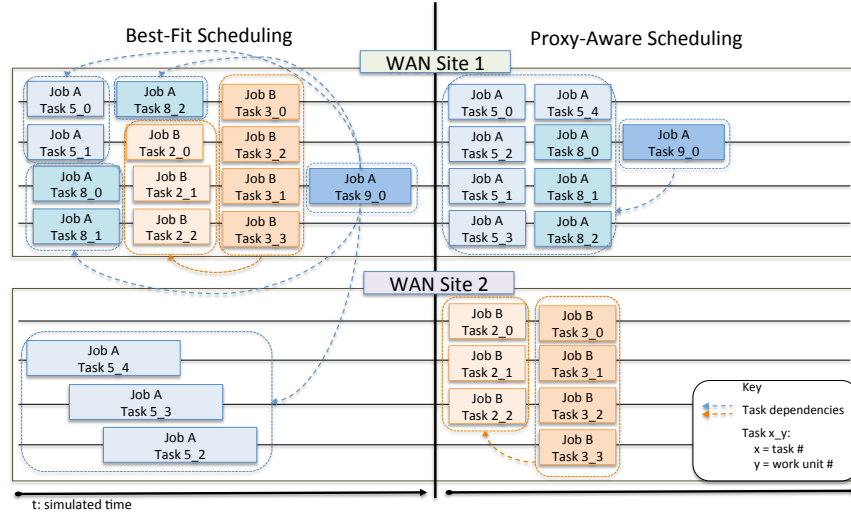 Best-Fit Scheduling
Proxy-Aware Scheduling
WAN Site 1
Job A
Task 5_0
Job A
Task 8_2
Job B
Task 3_0
Job A
Task 5_1
Job B
Task 2_0
Job B
Task 3_2
Job A
Task 8_0
Job B
Task 2_1
Job B
Task 3_1
Job A
Task 9_0
Job A
Task 8_1
Job B
Task 2_2
Job B
Task 3_3
Job A
Task 5_0
Job A
Task 5_4
Job A
Task 5_2
Job A
Task 8_0
Job A
Task 9_0
Job A
Task 5_1
Job A
Task 8_1
Job A
Task 5_3
Job A
Task 8_2
WAN Site 2
Job A
Task 5_4
Job A
Task 5_3
Job A
Task 5_2
Job B
Task 2_0
Job B
Task 3_0
Job B
Task 2_1
Job B
Task 3_1
Job B
Task 2_2
Job B
Task 3_2
Job B
Task 3_3
Key
Task dependencies
Task x_y:
x = task #
y = work unit #
t: simulated time